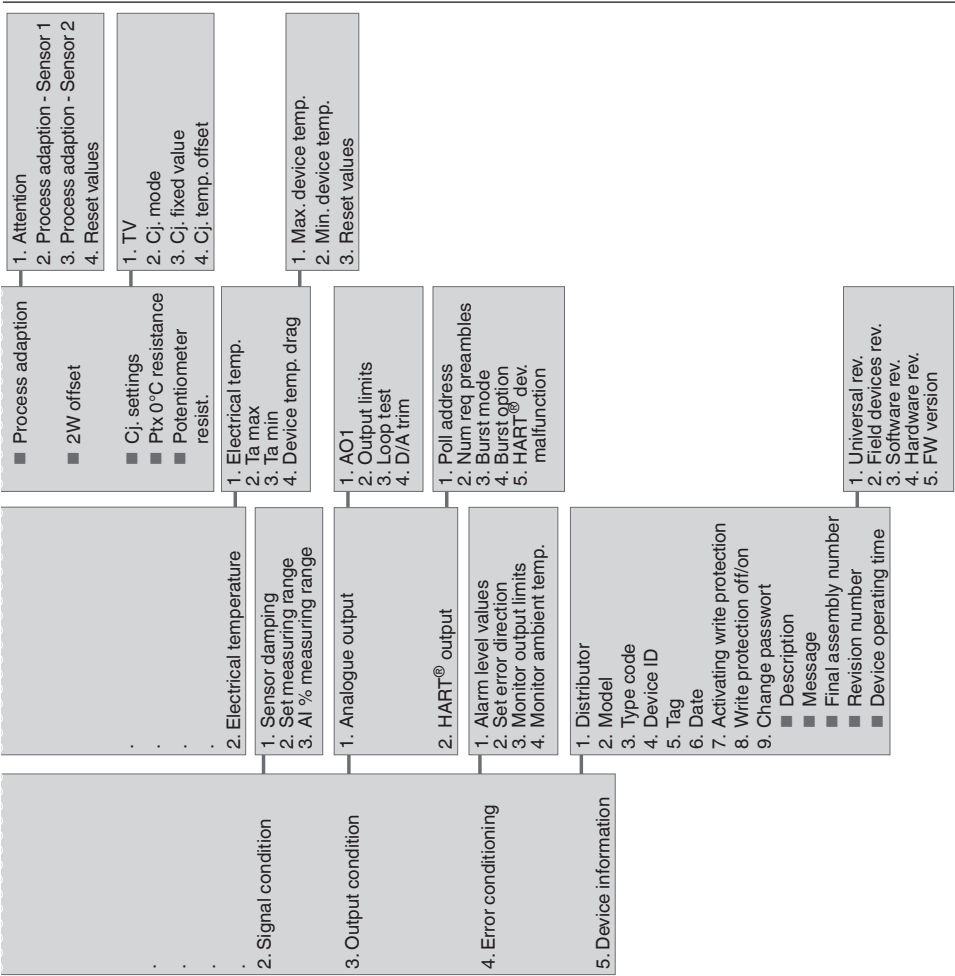 .
.
.
.
2. Signal condition
3. Output condition
4. Error conditioning
5. Device information
.
.
.
.
2. Electrical temperature
1. Sensor damping
2. Set measuring range
3. AI % measuring range
1. Analogue output
2. HART® output
1. Alarm level values
2. Set error direction
3. Monitor output limits
4. Monitor ambient temp.
1. Distributor
2. Model
3. Type code
4. Device ID
5. Tag
6. Date
7. Activating write protection
8. Write protection off/on
9. Change passwort
■ Description
■ Message
■ Final assembly number
■ Revision number
■ Device operating time
■ Process adaption
■ 2W offset
■ Cj. settings
■ Ptx 0°C resistance
■ Potentiometer
resist.
1. Electrical temp.
2. Ta max
3. Ta min
4. Device temp. drag
1. AO1
2. Output limits
3. Loop test
4. D/A trim
1. Poll address
2. Num req preambles
3. Burst mode
4. Burst option
5. HART® dev.
malfunction
1. Universal rev.
2. Field devices rev.
3. Software rev.
4. Hardware rev.
5. FW version
1. Attention
2. Process adaption - Sensor 1
3. Process adaption - Sensor 2
4. Reset values
1. TV
2. Cj. mode
3. Cj. fixed value
4. Cj. temp. offset
1. Max. device temp.
2. Min. device temp.
3. Reset values